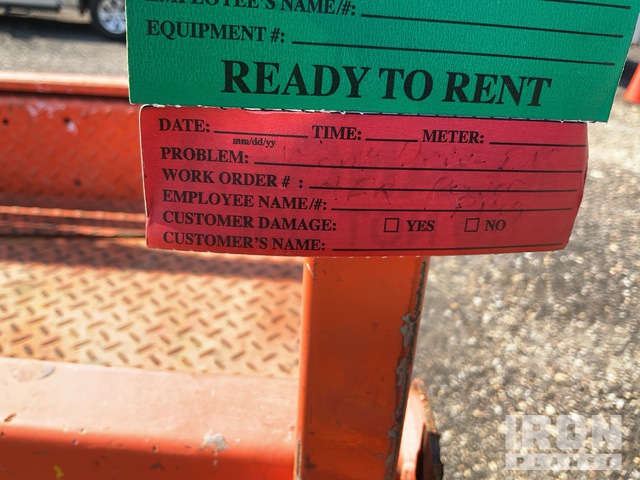 EMPLOYEE'S NAME/#:
EQUIPMENT #:
READY TO RENT
DATE: TIME: METER:
mm/dd/yy
PROBLEM:
WORK ORDER # :
EMPLOYEE NAME/#:
CUSTOMER DAMAGE: ☐ YES ☐ NO
CUSTOMER'S NAME:
IRON
PLANET